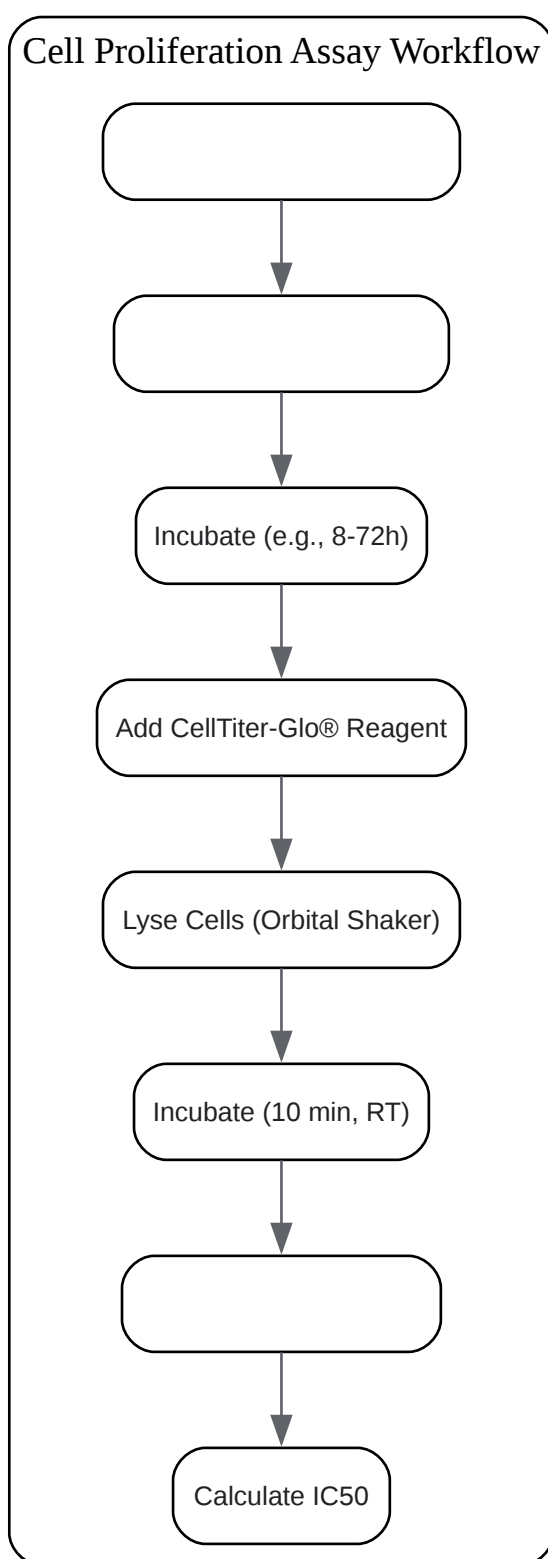 Cell Proliferation Assay Workflow
Incubate (e.g., 8-72h)
Add CellTiter-Glo® Reagent
Lyse Cells (Orbital Shaker)
Incubate (10 min, RT)
Calculate IC50